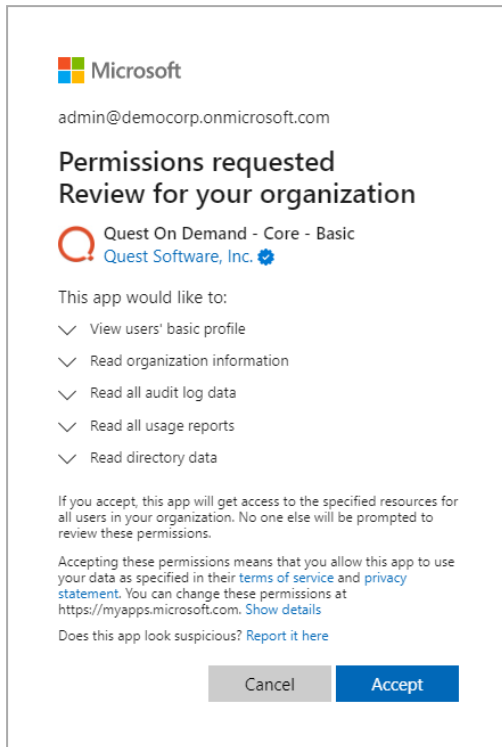 Microsoft
admin@democorp.onmicrosoft.com
Permissions requested
Review for your organization
Quest On Demand - Core - Basic
Quest Software, Inc.
This app would like to:
View users' basic profile
Read organization information
Read all audit log data
Read all usage reports
Read directory data
If you accept, this app will get access to the specified resources for
all users in your organization. No one else will be prompted to
review these permissions.
Accepting these permissions means that you allow this app to use
your data as specified in their terms of service and privacy
statement. You can change these permissions at
https://myapps.microsoft.com. Show details
Does this app look suspicious? Report it here
Cancel Accept